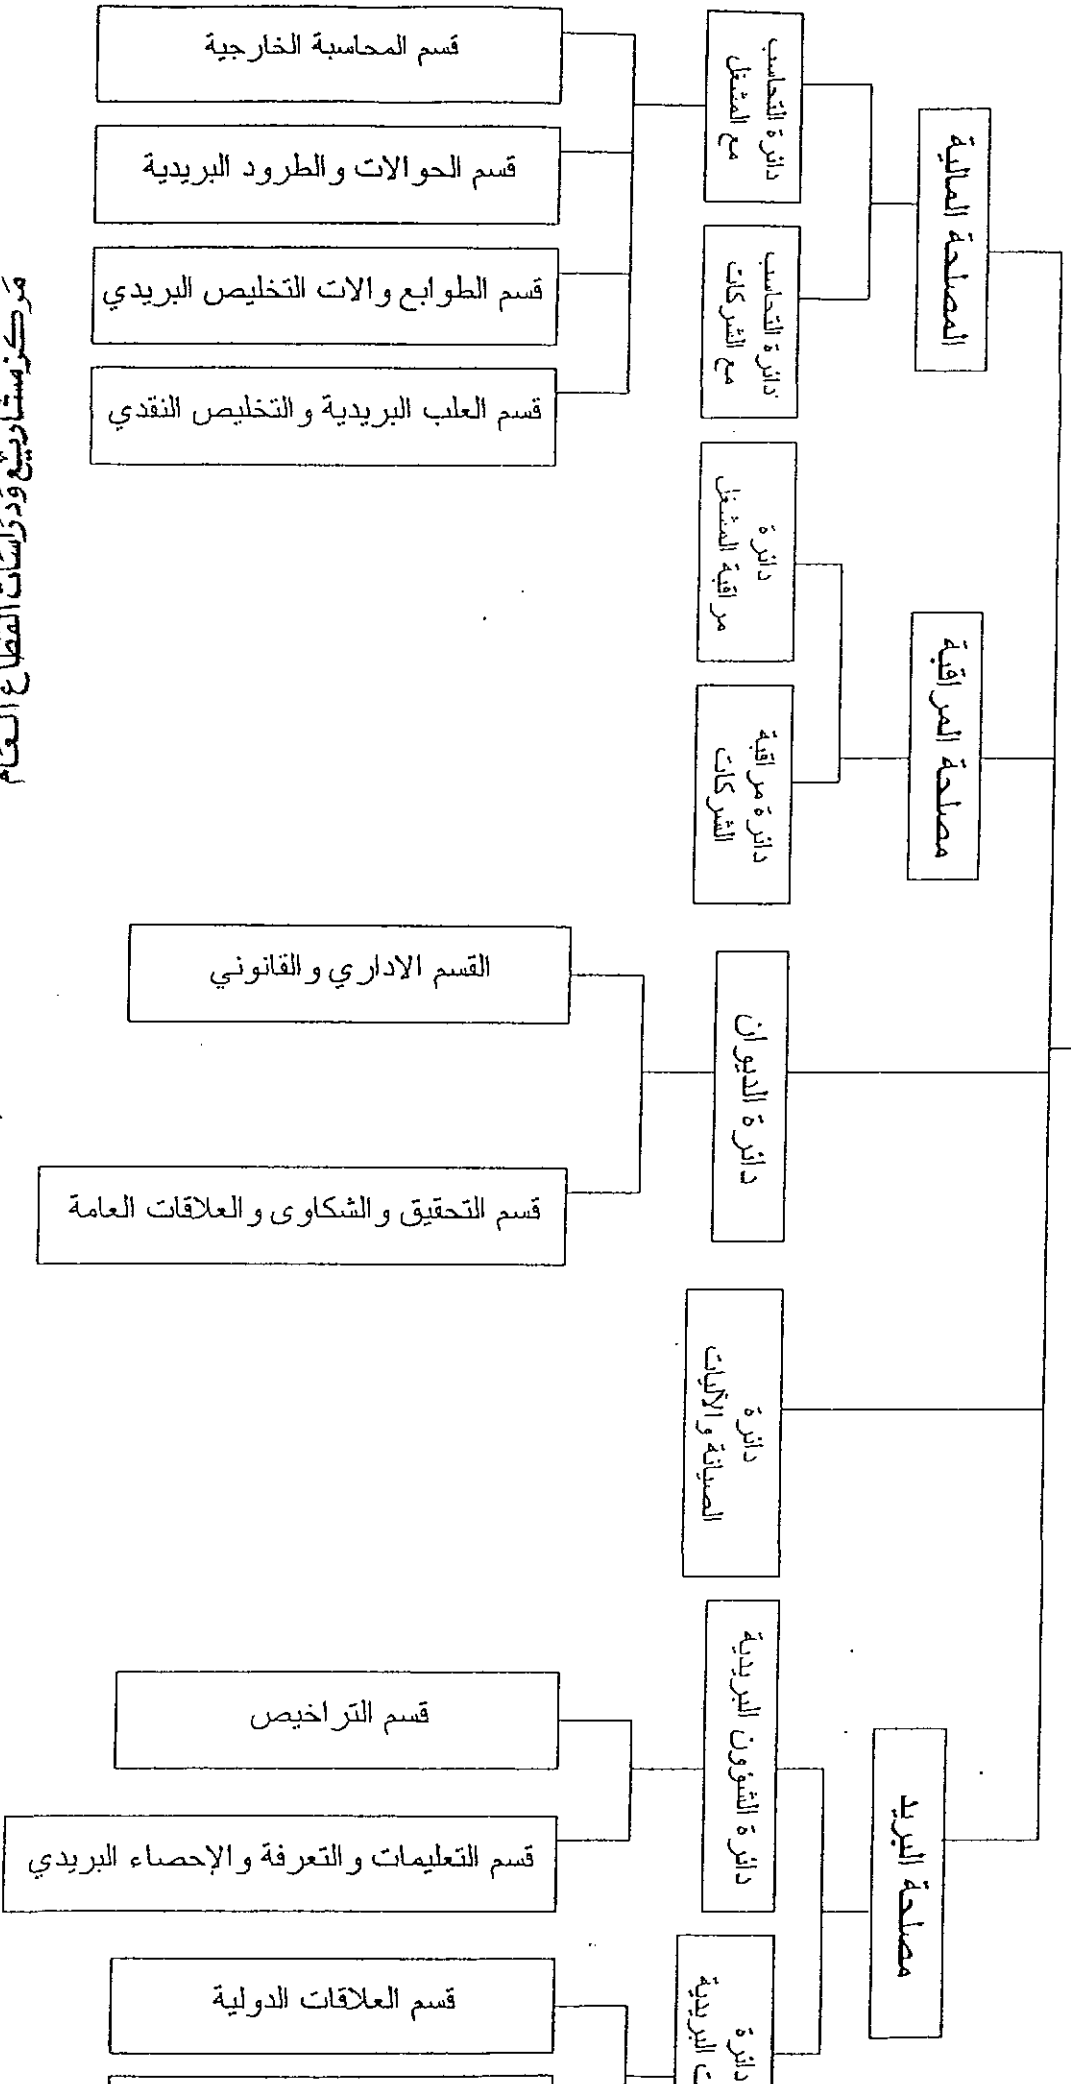 المصلحة المالية
دائرة التحاسب
مع المشغل
قسم المحاسبة الخارجية
قسم الحوالات والطرود البريدية
قسم الطوابع والات التخليص البريدي
قسم العلب البريدية والتخليص النقدي
دائرة التحاسب
مع الشركات
مصلحة المراقبة
دائرة
مراقبة المشغل
دائرة مراقبة
الشركات
دائرة الديوان
القسم الاداري والقانوني
قسم التحقيق والشكاوى والعلاقات العامة
دائرة
الصيانة والآليات
مصلحة البريد
دائرة الشؤون البريدية
قسم التراخيص
قسم التعليمات والتعرفة والإحصاء البريدي
دائرة
البريدية
قسم العلاقات الدولية
مركز مشاريع ودراسات القطاع العام